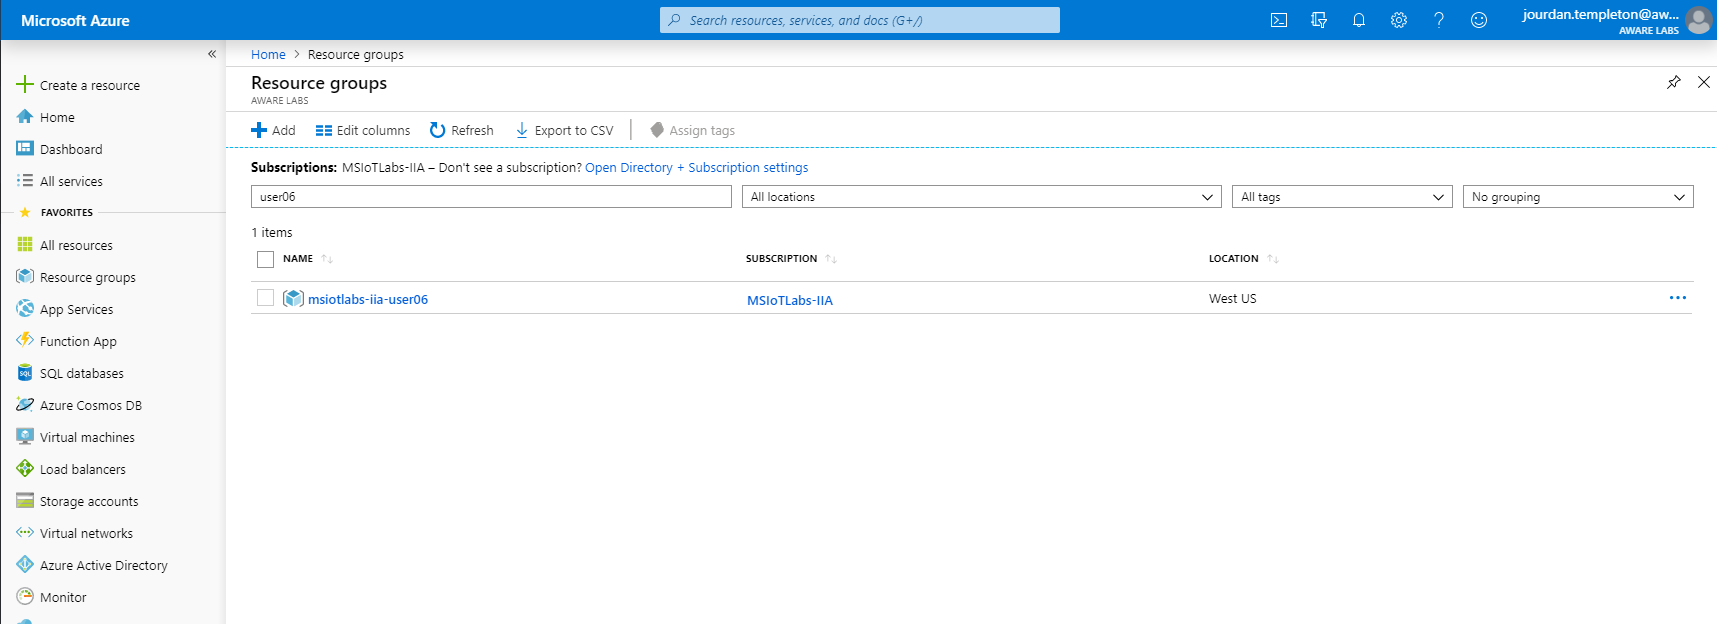 Microsoft Azure
Search resources, services, and docs (G+/)
jourdan.templeton@aw...
AWARE LABS
Create a resource
Home
Dashboard
All services
FAVORITES
All resources
Resource groups
App Services
Function App
SQL databases
Azure Cosmos DB
Virtual machines
Load balancers
Storage accounts
Virtual networks
Azure Active Directory
Monitor
Home > Resource groups
Resource groups
AWARE LABS
Add Edit columns Refresh Export to CSV Assign tags
Subscriptions: MSIoTLabs-IIA – Don't see a subscription? Open Directory + Subscription settings
user06 All locations All tags No grouping
1 items
NAME SUBSCRIPTION LOCATION
msiotlabs-iia-user06 MSIoTLabs-IIA West US